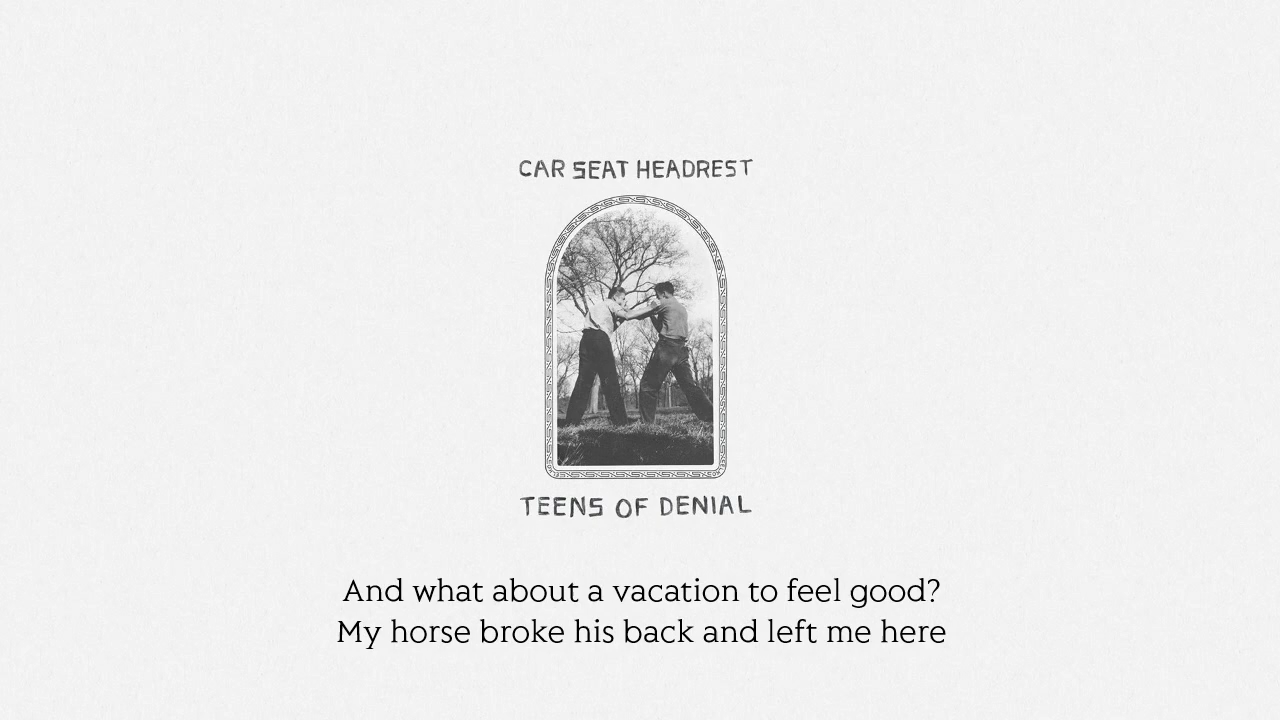 CAR SEAT HEADREST
TEENS OF DENIAL
And what about a vacation to feel good?
My horse broke his back and left me here